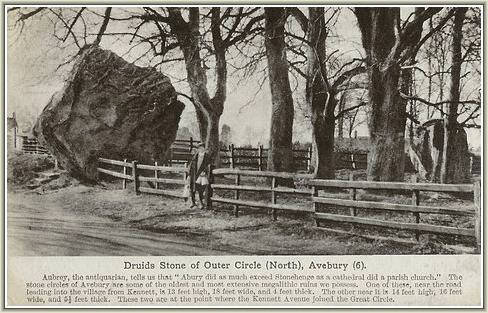 Druids Stone of Outer Circle (North), Avebury (6).
Aubrey, the antiquarian, tells us that "Abury did as much exceed Stonehenge as a cathedral did a parish church." The
stone circles of Avebury are some of the oldest and most extensive megalithic ruins we possess. One of these, near the road
leading into the village from Kennett, is 13 feet high, 18 feet wide, and 4 feet thick. The other near it is 14 feet high, 16 feet
wide, and 5½ feet thick. These two are at the point where the Kennett Avenue joined the Great Circle.